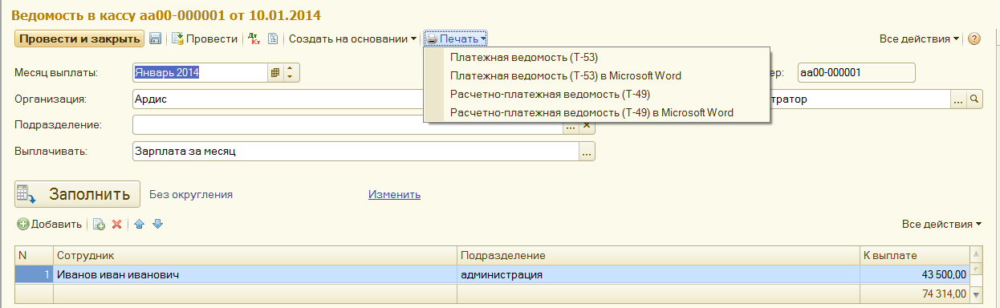 Ведомость в кассу аа00-000001 от 10.01.2014
Провести и закрыть Провести Дт Кт Создать на основании Печать Все действия ?
Платежная ведомость (Т-53)
Месяц выплаты: Январь 2014 Платежная ведомость (Т-53) в Microsoft Word ер: аа00-000001
Организация: Ардис Расчетно-платежная ведомость (Т-49) тратор ...
Расчетно-платежная ведомость (Т-49) в Microsoft Word
Подразделение: ...
Выплачивать: Зарплата за месяц ...
Заполнить Без округления Изменить
Добавить Все действия
N Сотрудник Подразделение К выплате
1 Иванов иван иванович администрация 43 500,00
74 314,00